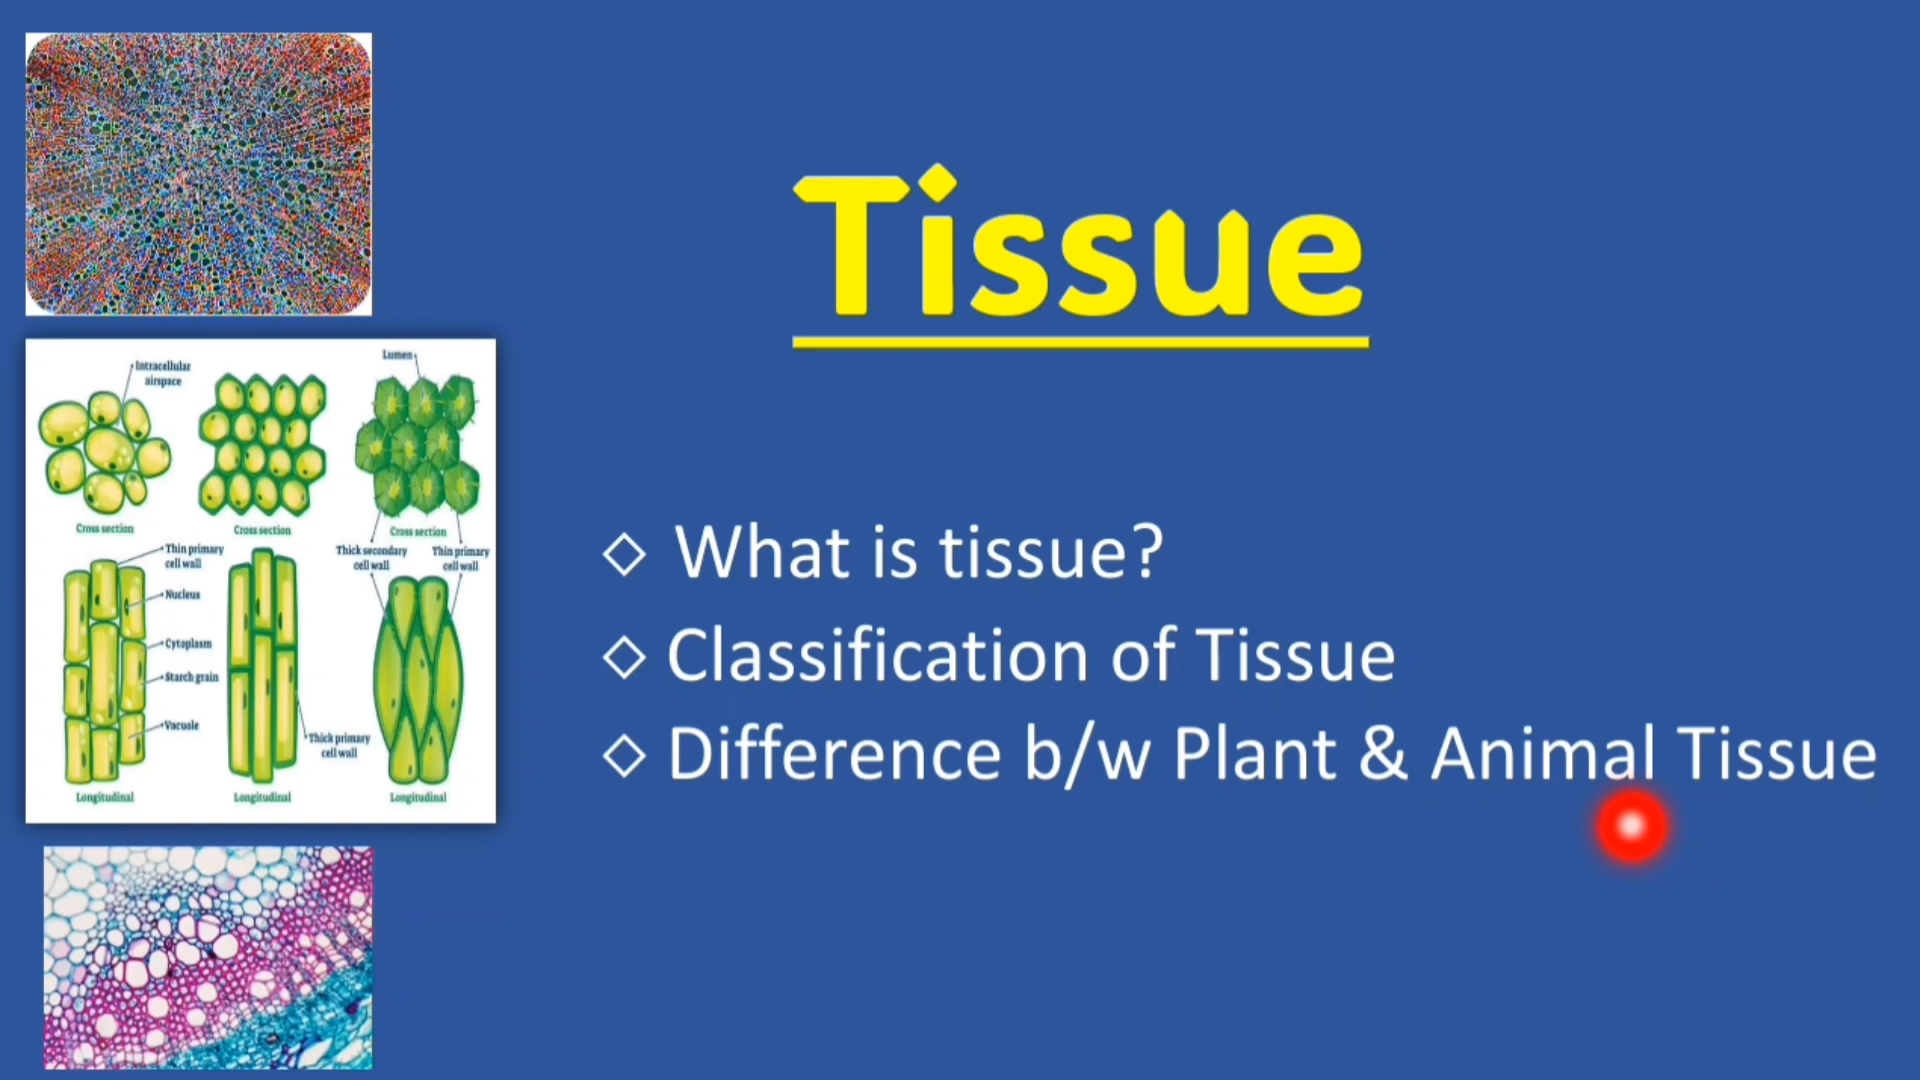 Tissue
◇ What is tissue?
◇ Classification of Tissue
◇ Difference b/w Plant & Animal Tissue
Intracellular
airspace
Lumen
Cross section
Cross section
Cross section
Thin primary
cell wall
Nucleus
Cytoplasm
Starch grain
Vacuole
Thick primary
cell wall
Thick secondary
cell wall
Thin primary
cell wall
Longitudinal
Longitudinal
Longitudinal